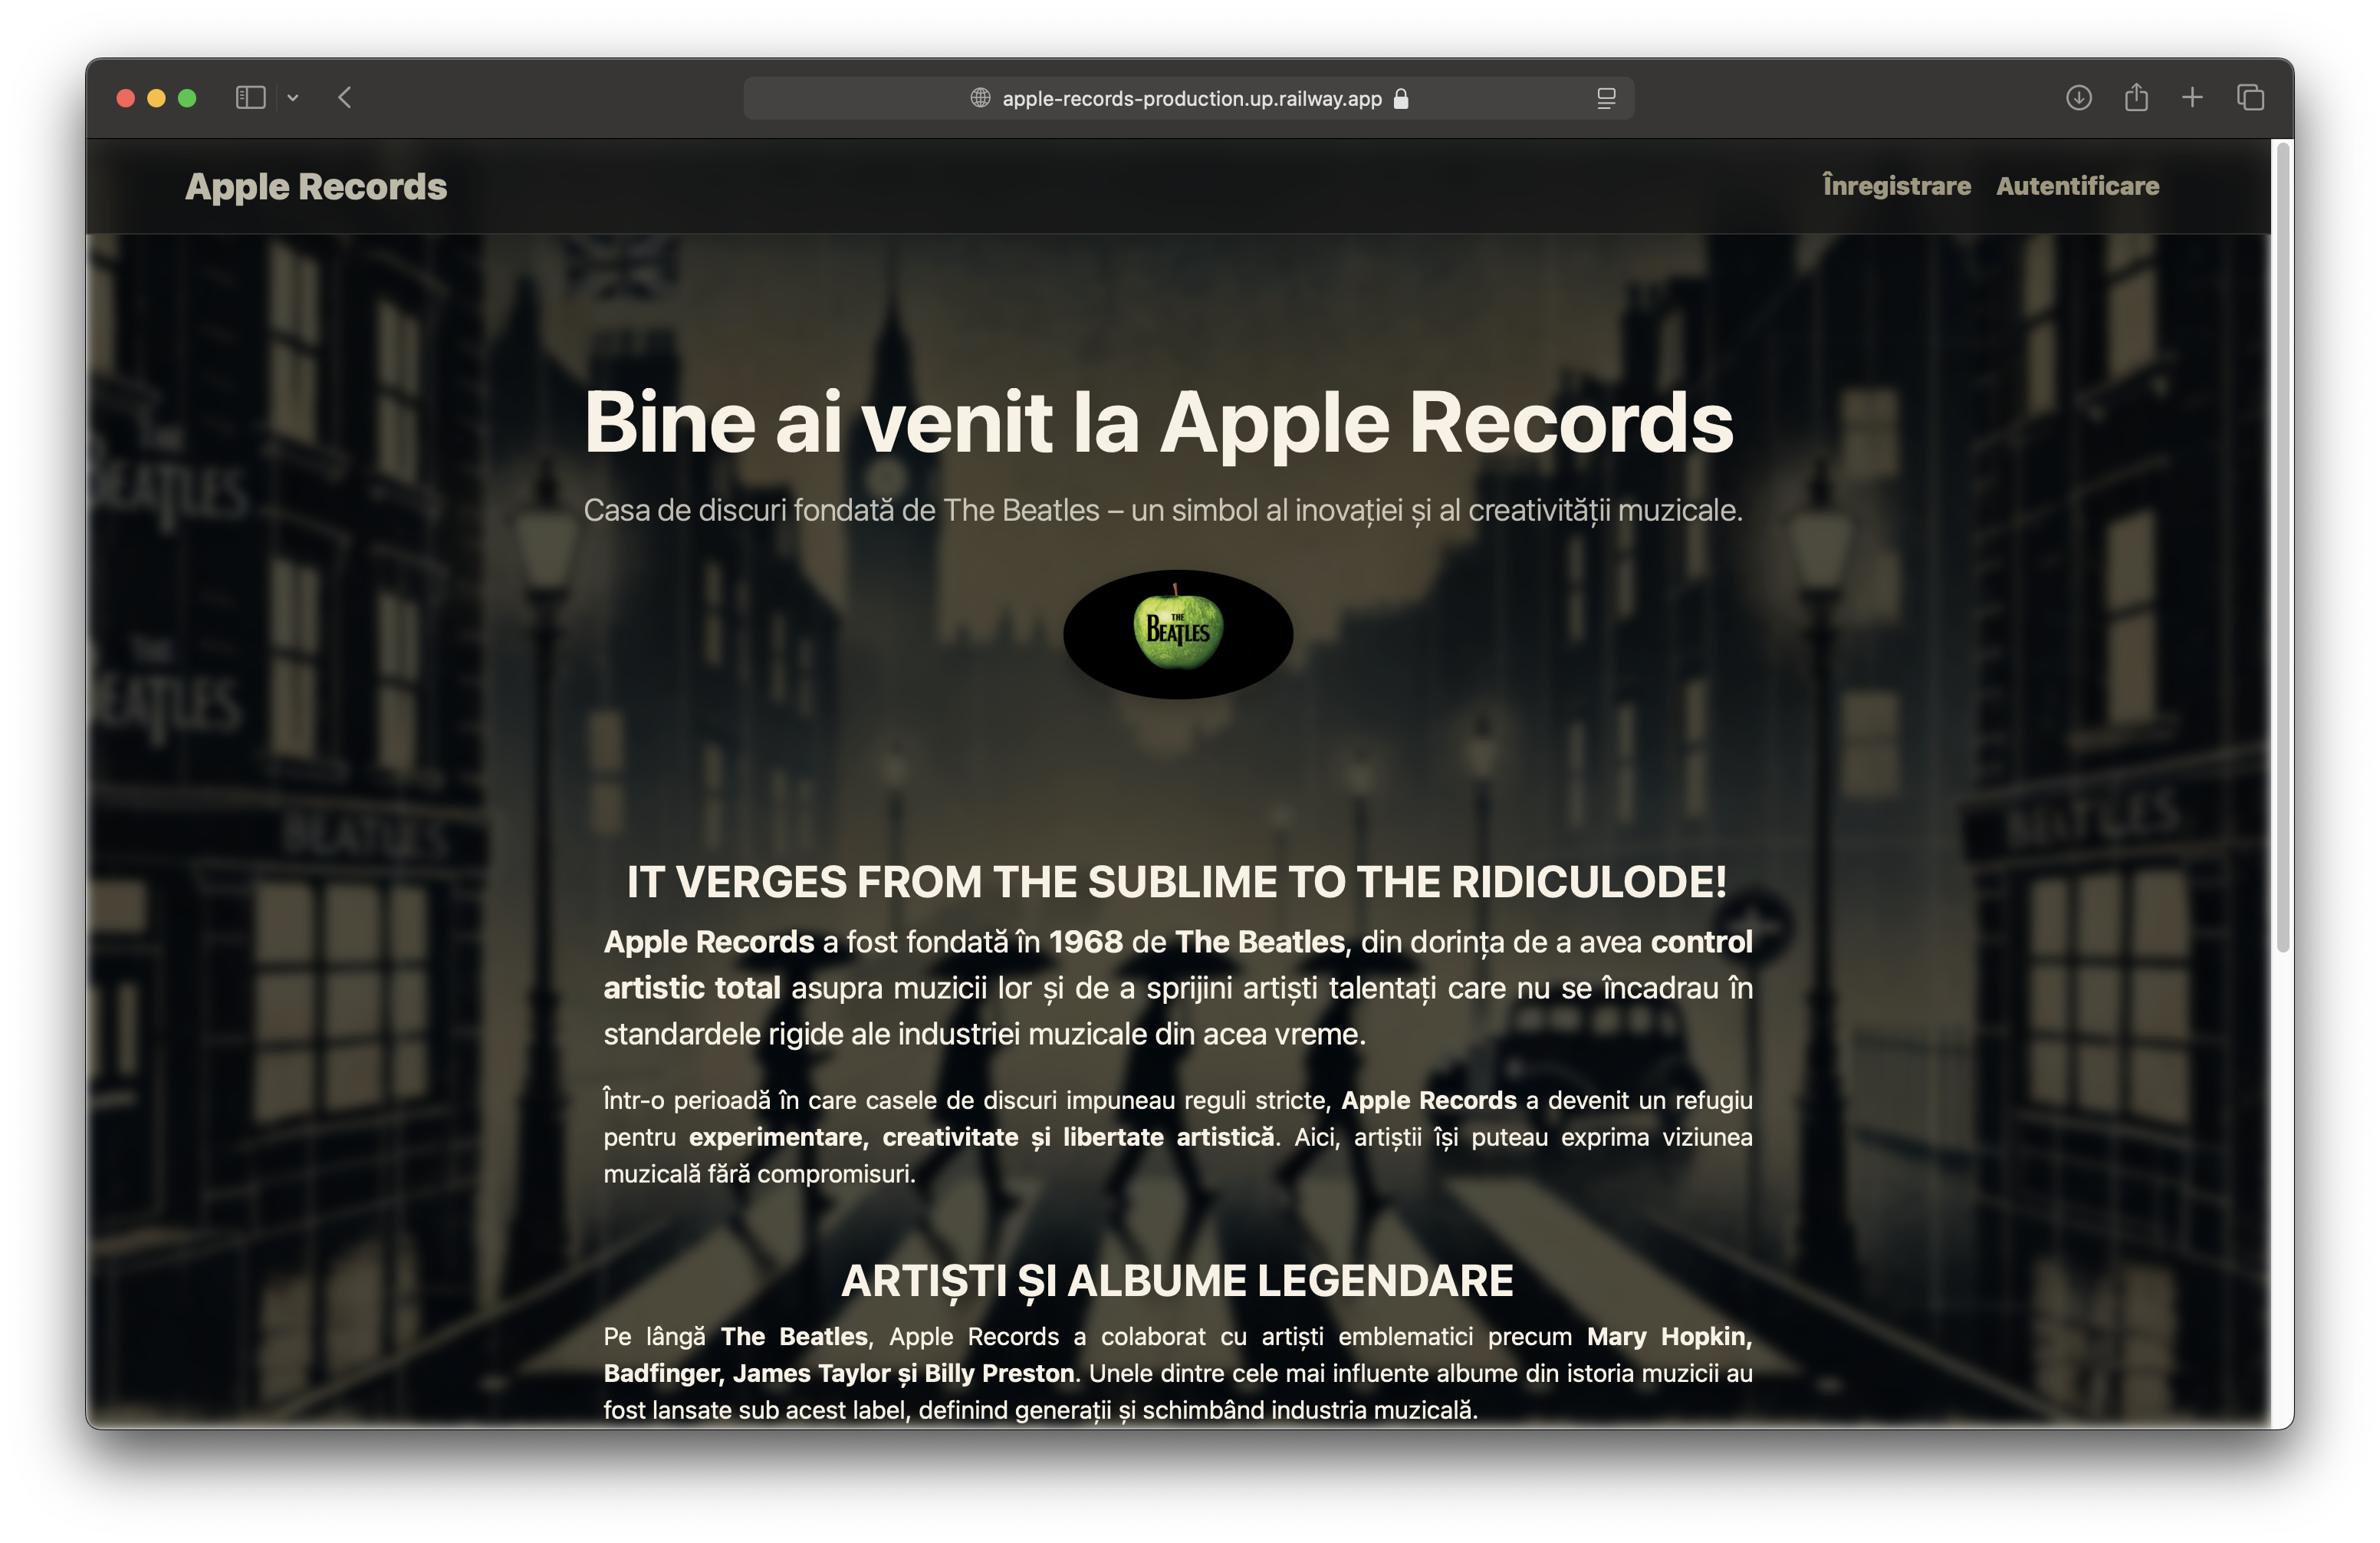 apple-records-production.up.railway.app
Apple Records
Înregistrare Autentificare
Bine ai venit la Apple Records
Casa de discuri fondată de The Beatles – un simbol al inovației și al creativității muzicale.
THE
BEATLES
THE
BEATLES
THE
BEATLES
BEATLES
BEATLES
IT VERGES FROM THE SUBLIME TO THE RIDICULODE!
Apple Records a fost fondată în 1968 de The Beatles, din dorința de a avea control
artistic total asupra muzicii lor și de a sprijini artiști talentați care nu se încadrau în
standardele rigide ale industriei muzicale din acea vreme.
Într-o perioadă în care casele de discuri impuneau reguli stricte, Apple Records a devenit un refugiu
pentru experimentare, creativitate și libertate artistică. Aici, artiștii își puteau exprima viziunea
muzicală fără compromisuri.
ARTIȘTI ȘI ALBUME LEGENDARE
Pe lângă The Beatles, Apple Records a colaborat cu artiști emblematici precum Mary Hopkin,
Badfinger, James Taylor și Billy Preston. Unele dintre cele mai influente albume din istoria muzicii au
fost lansate sub acest label, definind generații și schimbând industria muzicală.